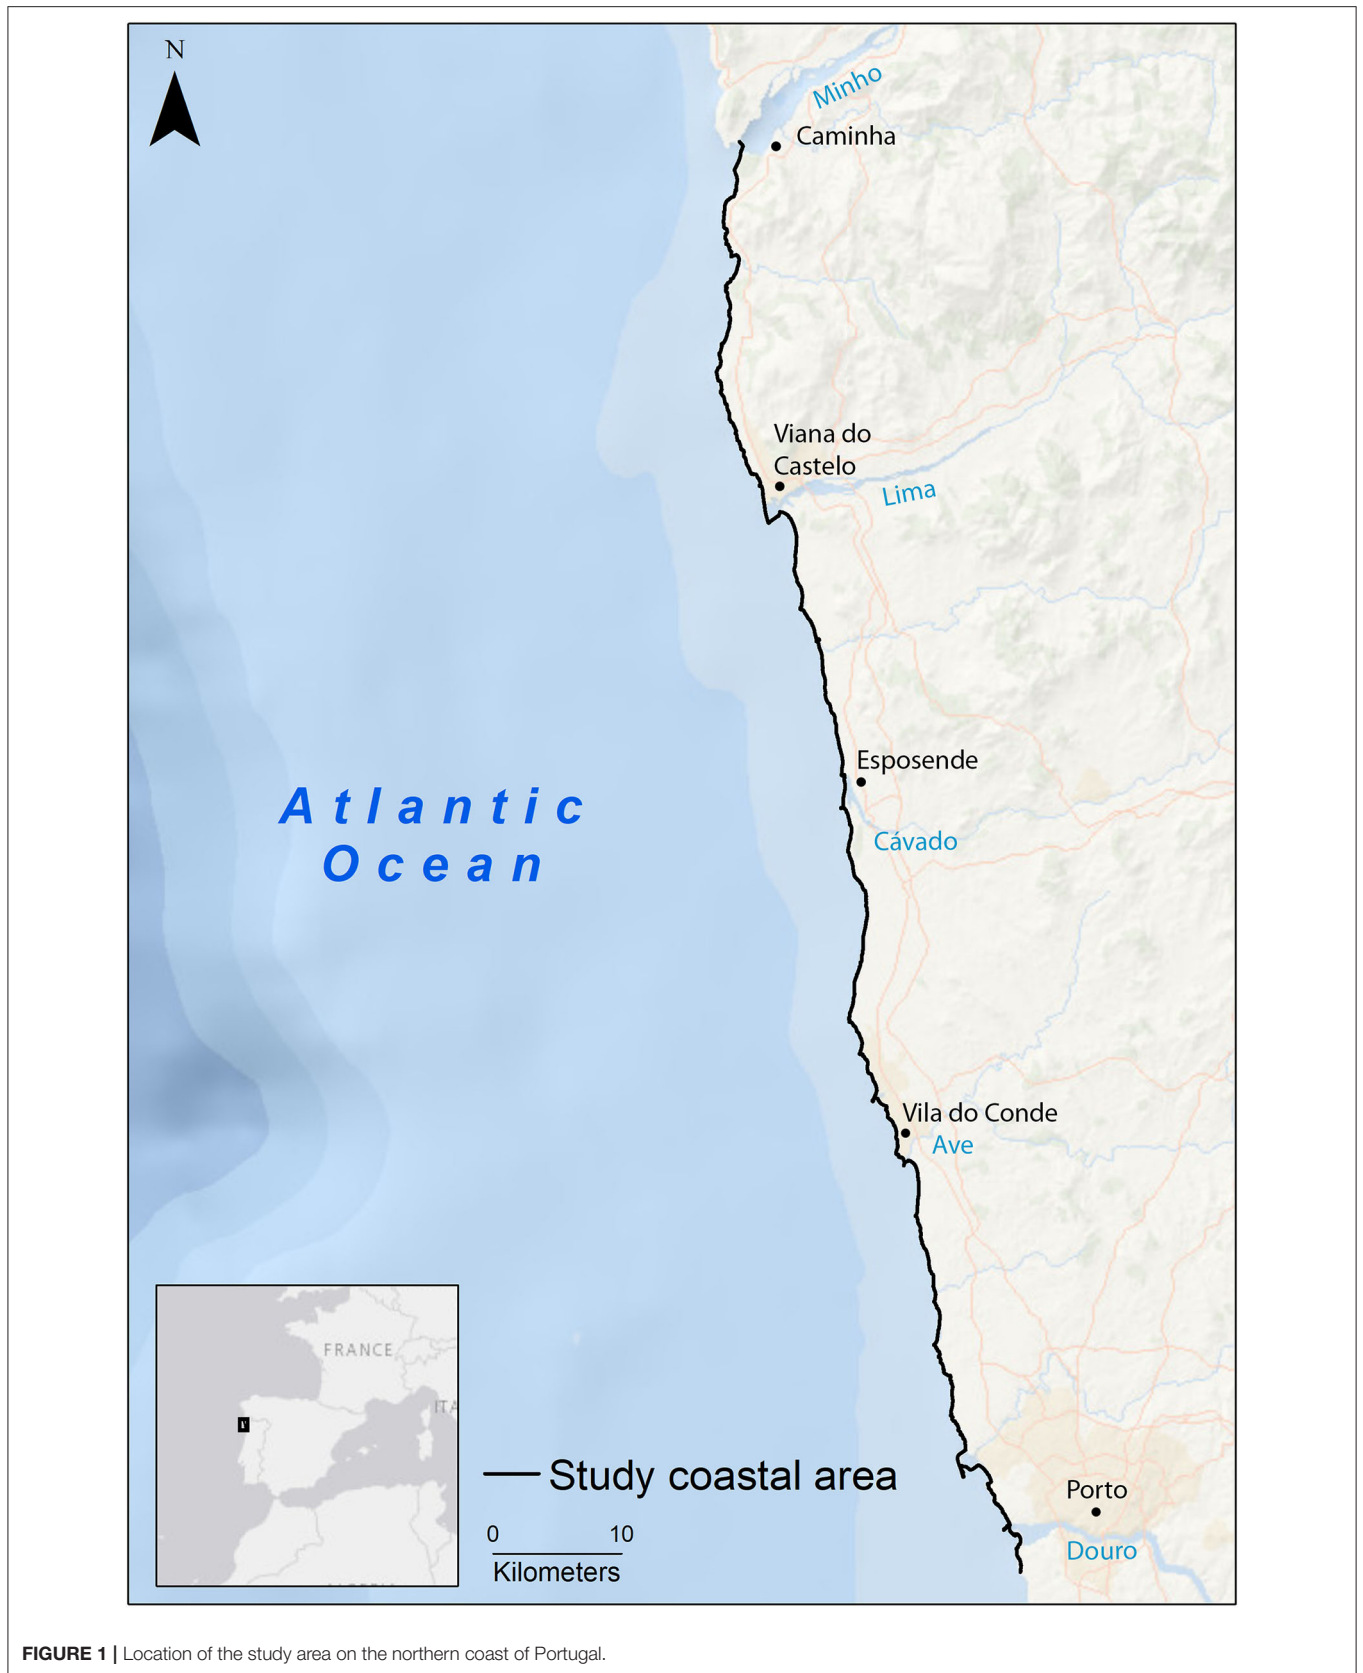 N
Minho
Caminha
Viana do
Castelo
Lima
Esposende
Atlantic
Ocean
Cávado
Vila do Conde
Ave
FRANCE
ITA
Study coastal area
Porto
0 10
Kilometers
Douro
FIGURE 1 | Location of the study area on the northern coast of Portugal.